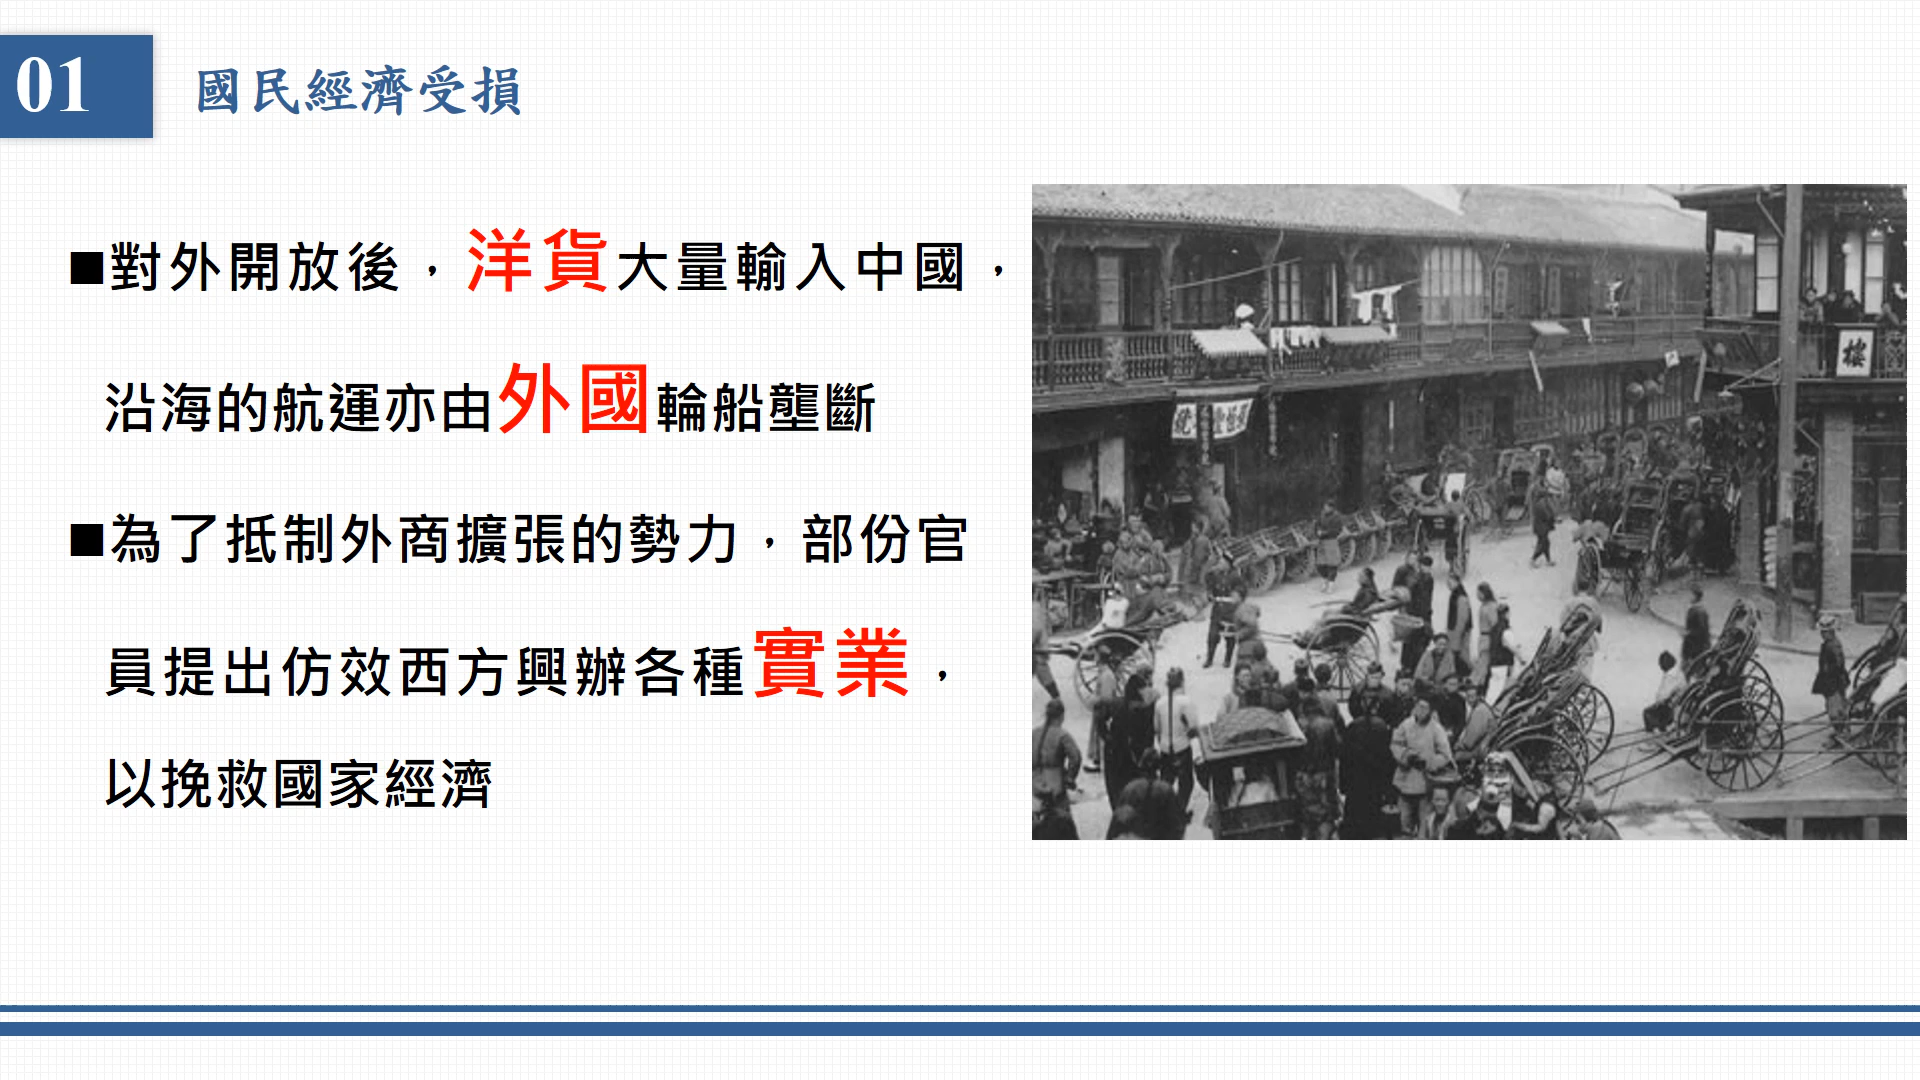 01
國民經濟受損
■對外開放後，洋貨大量輸入中國，
沿海的航運亦由外國輪船壟斷
■為了抵制外商擴張的勢力，部份官
員提出仿效西方興辦各種實業，
以挽救國家經濟
樓